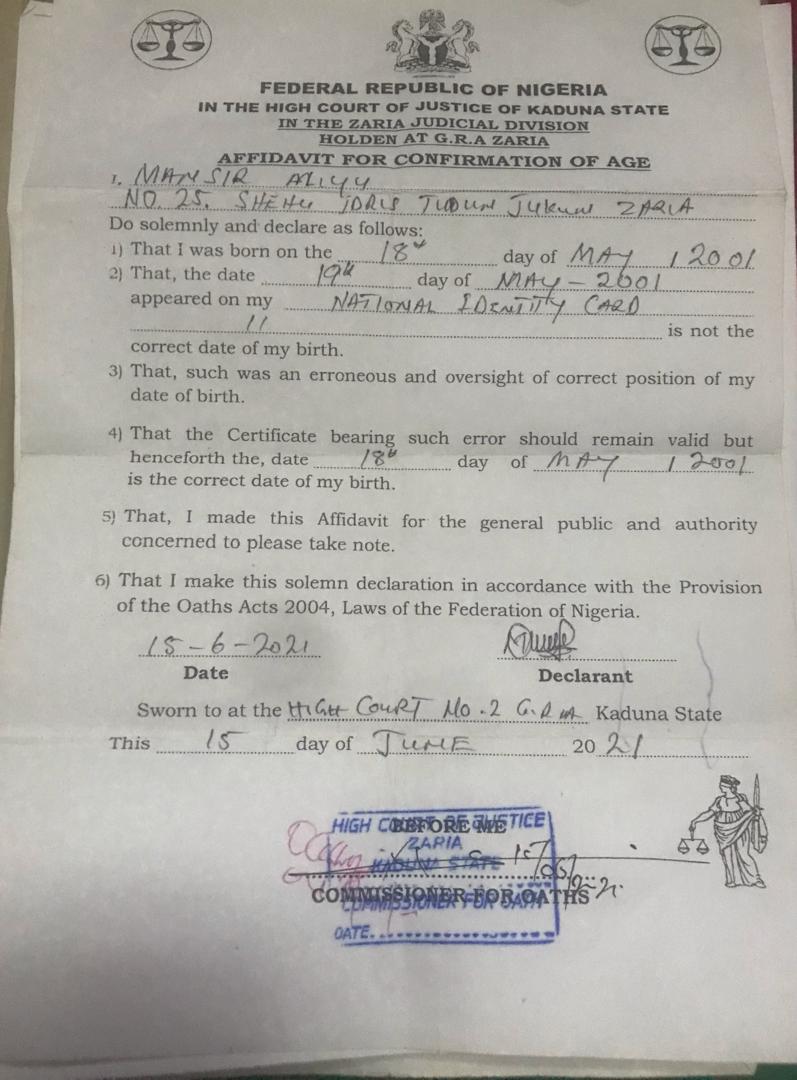 FEDERAL REPUBLIC OF NIGERIA
IN THE HIGH COURT OF JUSTICE OF KADUNA STATE
IN THE ZARIA JUDICIAL DIVISION
HOLDEN AT G.R.A ZARIA
AFFIDAVIT FOR CONFIRMATION OF AGE
I, MANSIR ALIYU
NO. 25. SHEHU IDRIS TUDUN JUKUN ZARIA
Do solemnly and declare as follows:
1) That I was born on the 18th day of MAY, 2001
2) That, the date 19th day of MAY - 2001
appeared on my NATIONAL IDENTITY CARD
11 is not the
correct date of my birth.
3) That, such was an erroneous and oversight of correct position of my
date of birth.
4) That the Certificate bearing such error should remain valid but
henceforth the, date 18th day of MAY, 2001
is the correct date of my birth.
5) That, I made this Affidavit for the general public and authority
concerned to please take note.
6) That I make this solemn declaration in accordance with the Provision
of the Oaths Acts 2004, Laws of the Federation of Nigeria.
15-6-2021
Date Declarant
Sworn to at the HIGH COURT NO.2 G.R.A Kaduna State
This 15 day of JUNE 2021
HIGH COURT OF JUSTICE
BEFORE ME
ZARIA
KADUNA STATE
COMMISSIONER FOR OATHS
COMMISSIONER FOR OATH
DATE